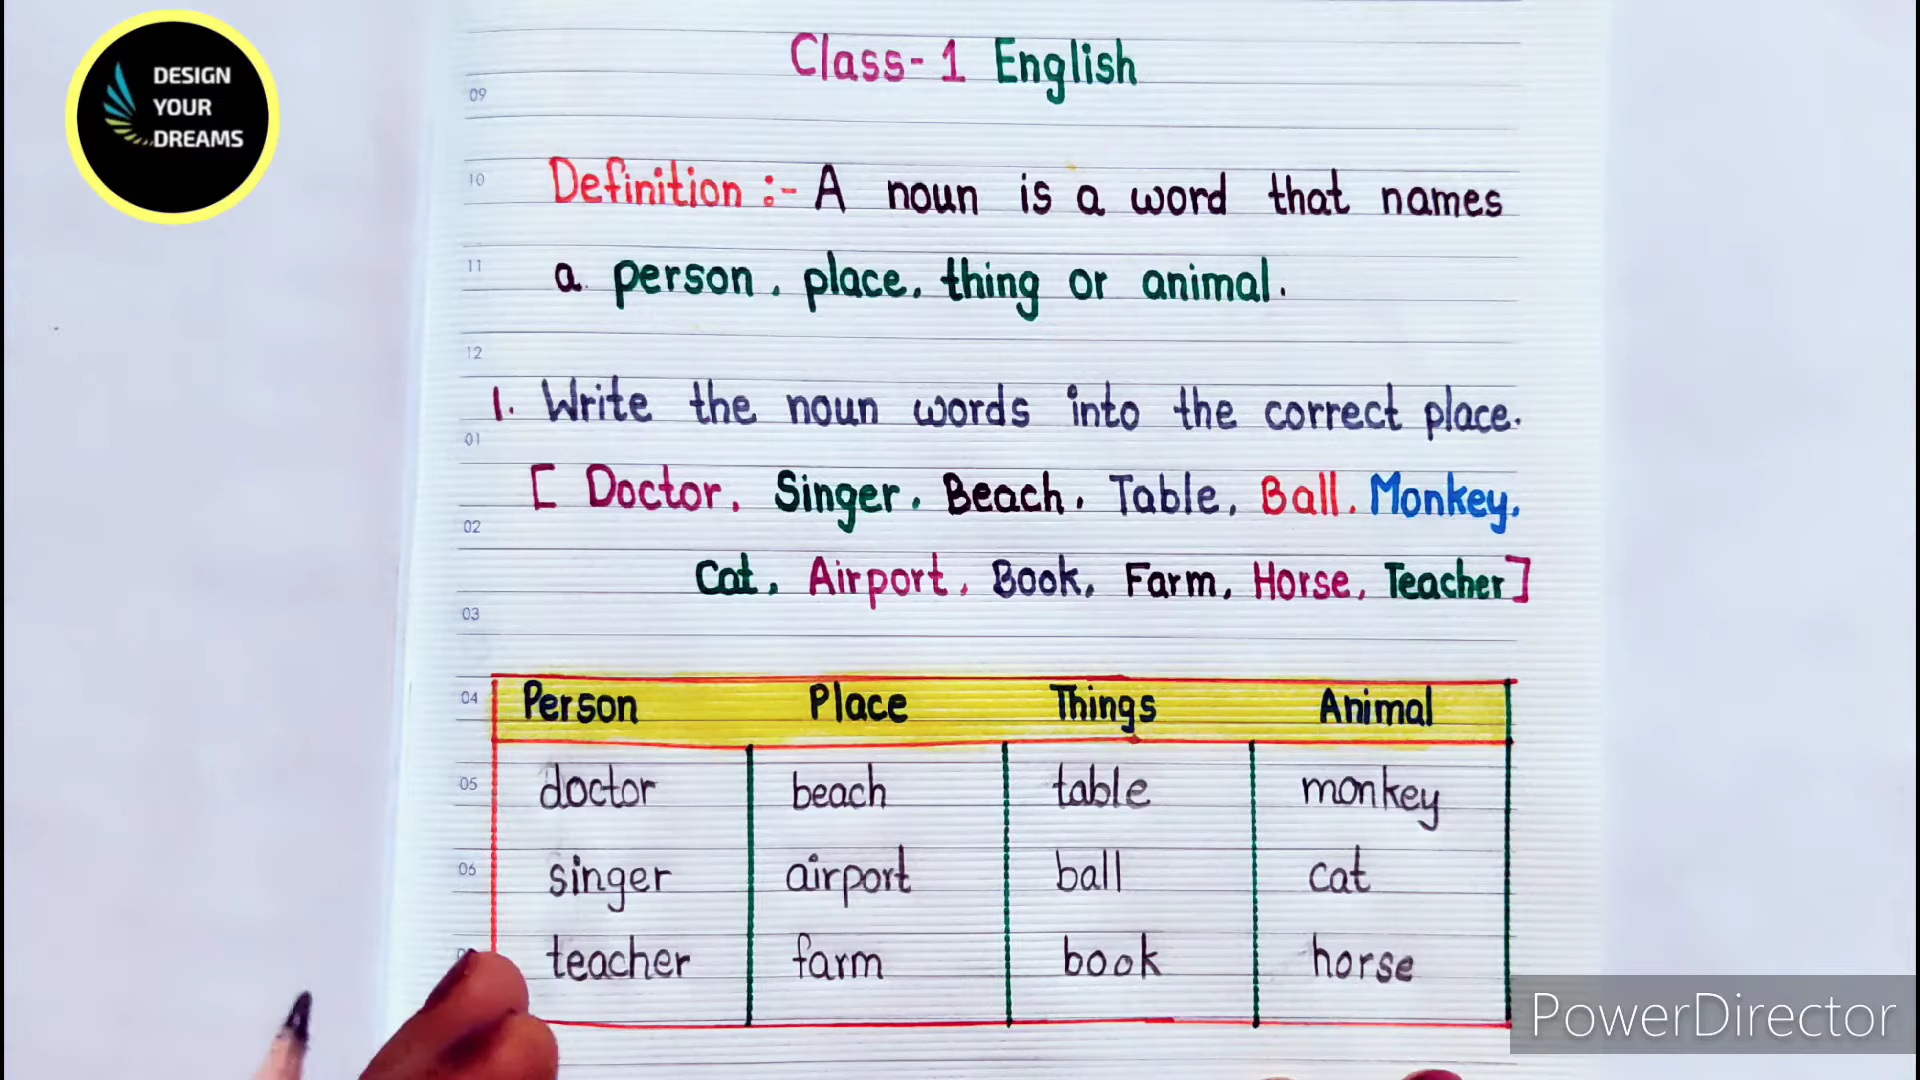 DESIGN
YOUR
DREAMS
Class-1 English
09
10
Definition :- A noun is a word that names
11
a person, place, thing or animal.
12
1. Write the noun words into the correct place.
01
[ Doctor, Singer, Beach, Table, Ball, Monkey,
02
Cat, Airport, Book, Farm, Horse, Teacher]
03
04
Person Place Things Animal
05
doctor beach table monkey
06
singer airport ball cat
teacher farm book horse
PowerDirector